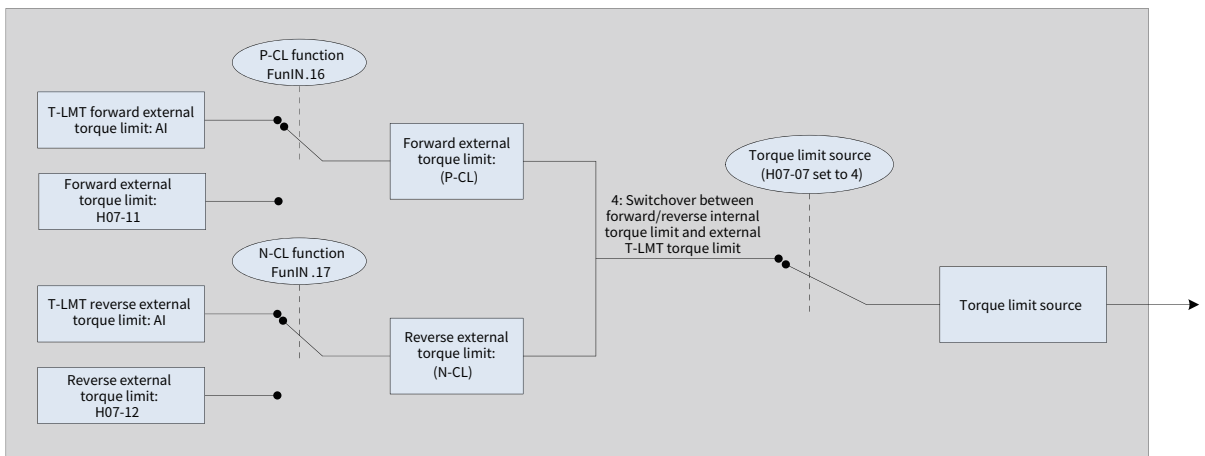 P-CL function
FunIN.16
T-LMT forward external
torque limit: AI
Forward external
torque limit:
H07-11
Forward external
torque limit:
(P-CL)
N-CL function
FunIN .17
T-LMT reverse external
torque limit: AI
Reverse external
torque limit:
H07-12
Reverse external
torque limit:
(N-CL)
4: Switchover between
forward/reverse internal
torque limit and external
T-LMT torque limit
Torque limit source
(H07-07 set to 4)
Torque limit source